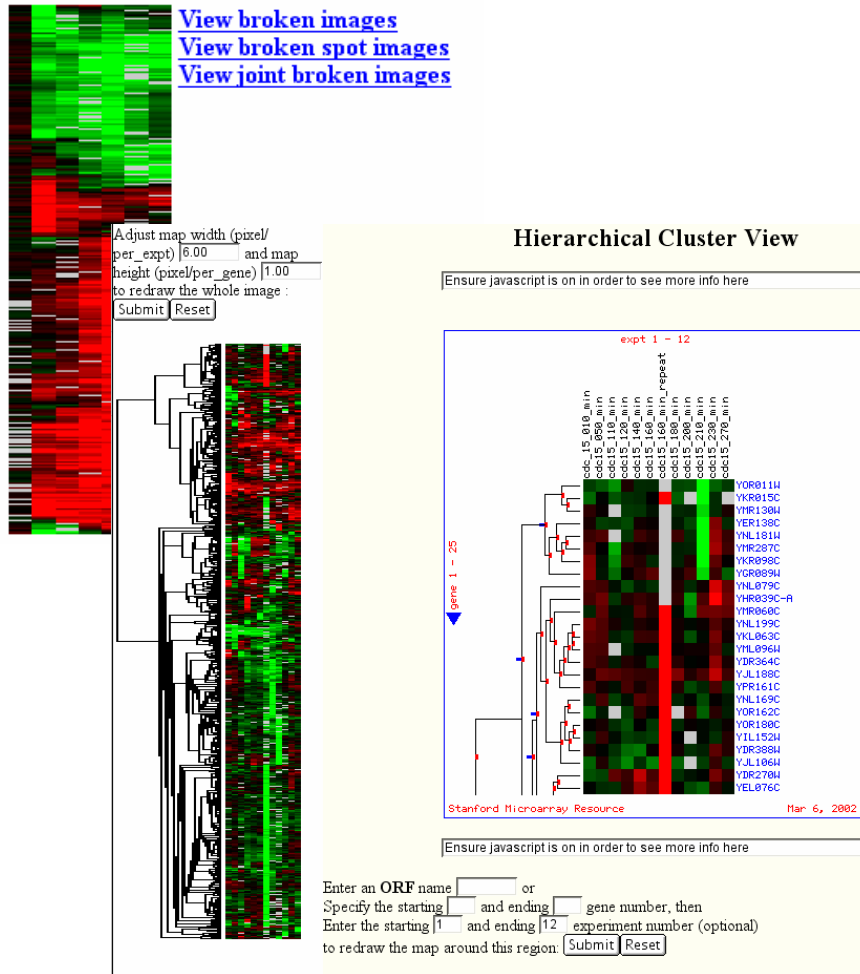 View broken images
View broken spot images
View joint broken images
Adjust map width (pixel/
per_expt) 6.00 and map
height (pixel/per_gene) 1.00
to redraw the whole image :
Submit Reset
Hierarchical Cluster View
Ensure javascript is on in order to see more info here
expt 1 - 12
cdc_15_010_min
cdc15_050_min
cdc15_110_min
cdc15_120_min
cdc15_140_min
cdc15_160_min
cdc15_160_min_repeat
cdc15_180_min
cdc15_200_min
cdc15_210_min
cdc15_230_min
cdc15_270_min
gene 1 - 25
YOR011W
YKR015C
YMR130W
YER138C
YNL181W
YMR287C
YKR098C
YGR089W
YNL079C
YHR039C-A
YMR060C
YNL199C
YKL063C
YML096W
YDR364C
YJL188C
YPR161C
YNL169C
YOR162C
YOR180C
YIL152W
YDR388W
YJL106W
YDR270W
YEL076C
Stanford Microarray Resource Mar 6, 2002
Ensure javascript is on in order to see more info here
Enter an ORF name or
Specify the starting and ending gene number, then
Enter the starting 1 and ending 12 experiment number (optional)
to redraw the map around this region: Submit Reset